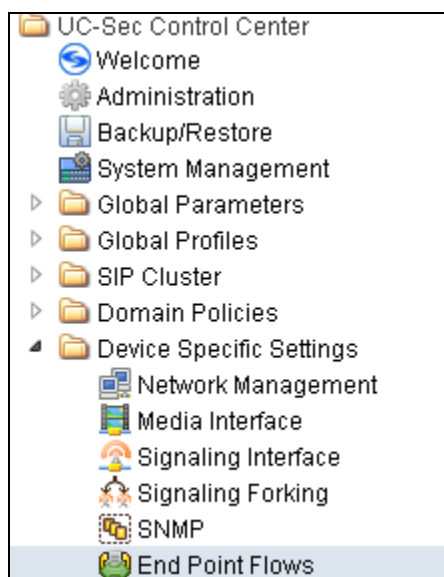 UC-Sec Control Center
Welcome
Administration
Backup/Restore
System Management
Global Parameters
Global Profiles
SIP Cluster
Domain Policies
Device Specific Settings
Network Management
Media Interface
Signaling Interface
Signaling Forking
SNMP
End Point Flows